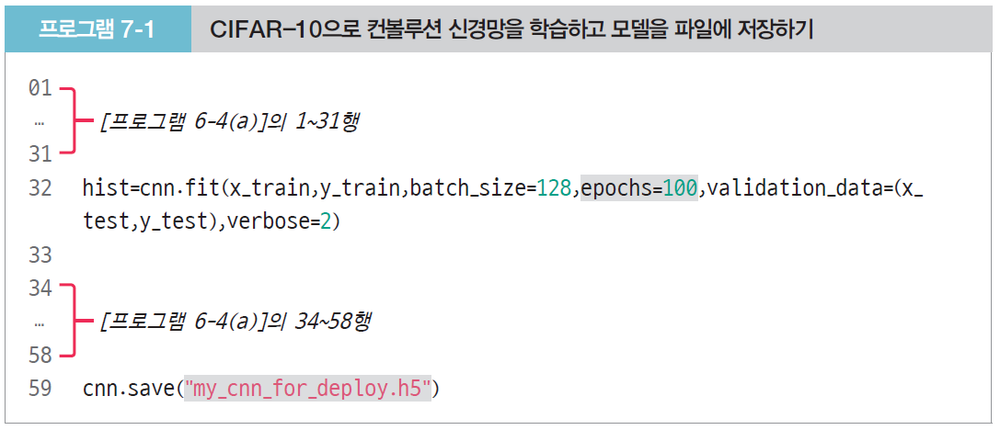 프로그램 7-1 CIFAR-10으로 컨볼루션 신경망을 학습하고 모델을 파일에 저장하기
01
… [프로그램 6-4(a)]의 1~31행
31
32 hist=cnn.fit(x_train,y_train,batch_size=128,epochs=100,validation_data=(x_
test,y_test),verbose=2)
33
34
… [프로그램 6-4(a)]의 34~58행
58
59 cnn.save("my_cnn_for_deploy.h5")